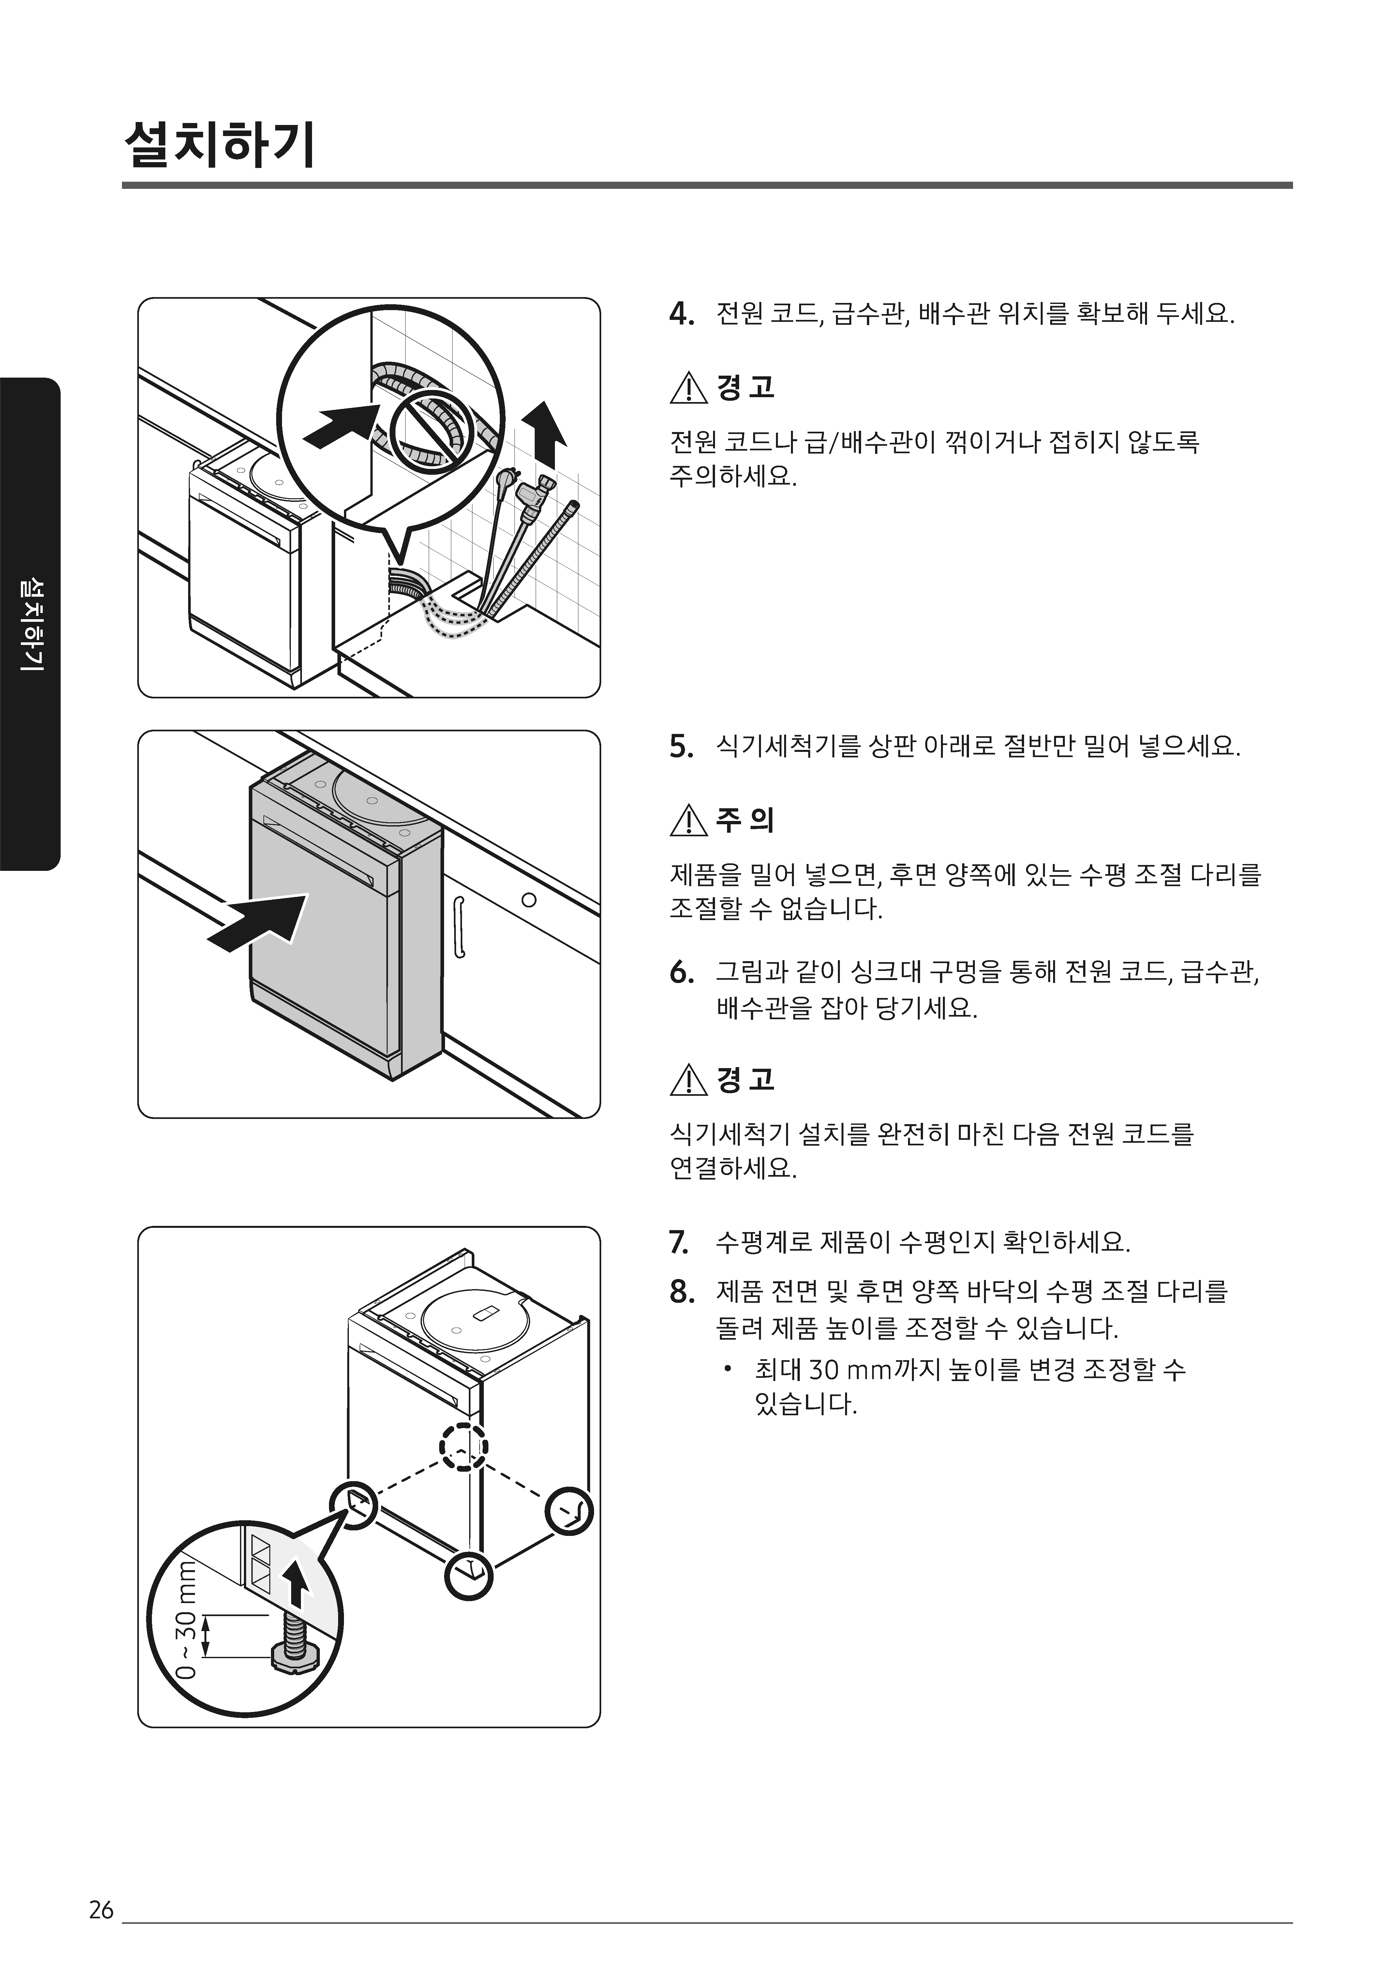 설치하기
설치하기
4. 전원 코드, 급수관, 배수관 위치를 확보해 두세요.
경 고
전원 코드나 급/배수관이 꺾이거나 접히지 않도록
주의하세요.
5. 식기세척기를 상판 아래로 절반만 밀어 넣으세요.
주 의
제품을 밀어 넣으면, 후면 양쪽에 있는 수평 조절 다리를
조절할 수 없습니다.
6. 그림과 같이 싱크대 구멍을 통해 전원 코드, 급수관,
배수관을 잡아 당기세요.
경 고
식기세척기 설치를 완전히 마친 다음 전원 코드를
연결하세요.
0 ~ 30 mm
7. 수평계로 제품이 수평인지 확인하세요.
8. 제품 전면 및 후면 양쪽 바닥의 수평 조절 다리를
돌려 제품 높이를 조정할 수 있습니다.
• 최대 30 mm까지 높이를 변경 조정할 수
있습니다.
26